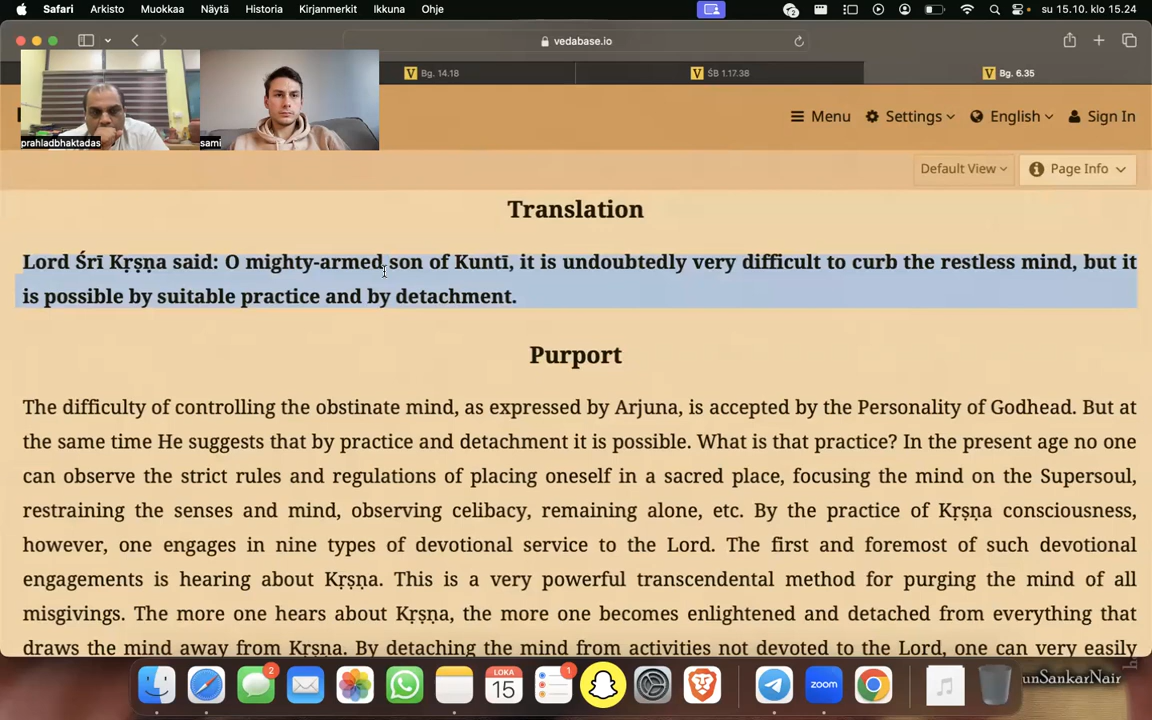 Safari Arkisto Muokkaa Näytä Historia Kirjanmerkit Ikkuna Ohje su 15.10. klo 15.24
vedabase.io
Bg. 14.18 ŚB 1.17.38 Bg. 6.35
prahladbhaktadas sami
Menu Settings English Sign In
Default View Page Info
Translation
Lord Śrī Kṛṣṇa said: O mighty-armed son of Kuntī, it is undoubtedly very difficult to curb the restless mind, but it
is possible by suitable practice and by detachment.
Purport
The difficulty of controlling the obstinate mind, as expressed by Arjuna, is accepted by the Personality of Godhead. But at
the same time He suggests that by practice and detachment it is possible. What is that practice? In the present age no one
can observe the strict rules and regulations of placing oneself in a sacred place, focusing the mind on the Supersoul,
restraining the senses and mind, observing celibacy, remaining alone, etc. By the practice of Kṛṣṇa consciousness,
however, one engages in nine types of devotional service to the Lord. The first and foremost of such devotional
engagements is hearing about Kṛṣṇa. This is a very powerful transcendental method for purging the mind of all
misgivings. The more one hears about Kṛṣṇa, the more one becomes enlightened and detached from everything that
draws the mind away from Kṛṣṇa. By detaching the mind from activities not devoted to the Lord, one can very easily
2 LOKA 15 1 zoom
unSankarNair